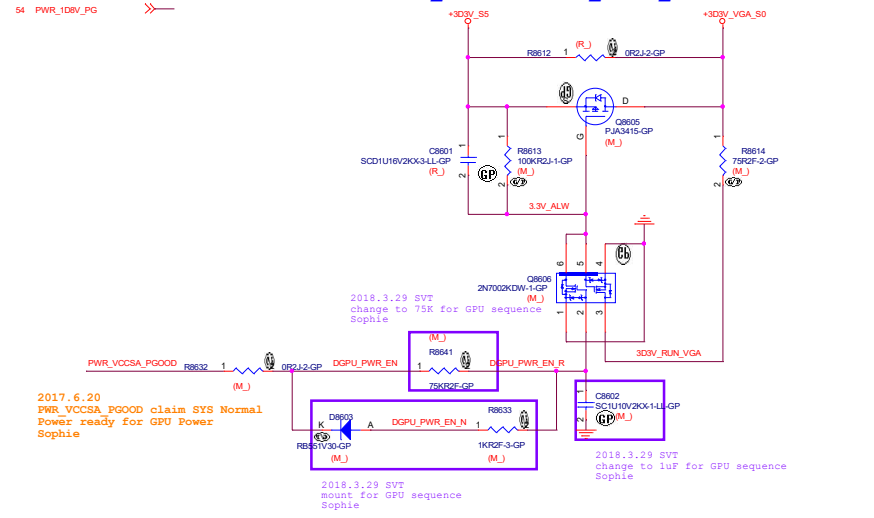 54 PWR_1D8V_PG
+3D3V_S5
+3D3V_VGA_S0
(R_)
R8612 1 0R2J-2-GP
GP
D
Q8605
PJA3415-GP
(M_)
G
1
C8601
SCD1U16V2KX-3-LL-GP
(R_)
2
GP
1
R8613
100KR2J-1-GP
(M_)
2
1
R8614
75R2F-2-GP
(M_)
2
3.3V_ALW
6 5 4
Q8606
2N7002KDW-1-GP
(M_)
1 2 3
2018.3.29 SVT
change to 75K for GPU sequence
Sophie
3D3V_RUN_VGA
(M_)
R8641
PWR_VCCSA_PGOOD R8632 1 0R2J-2-GP DGPU_PWR_EN 1 DGPU_PWR_EN_R
(M_)
75KR2F-GP
2017.6.20
PWR_VCCSA_PGOOD claim SYS Normal
Power ready for GPU Power
Sophie
D8603
K A
RB551V30-GP
(M_)
DGPU_PWR_EN_N 1
R8633
1KR2F-3-GP
(M_)
1
C8602
SC1U10V2KX-1-LL-GP
(M_)
2
GP
2018.3.29 SVT
change to 1uF for GPU sequence
Sophie
2018.3.29 SVT
mount for GPU sequence
Sophie